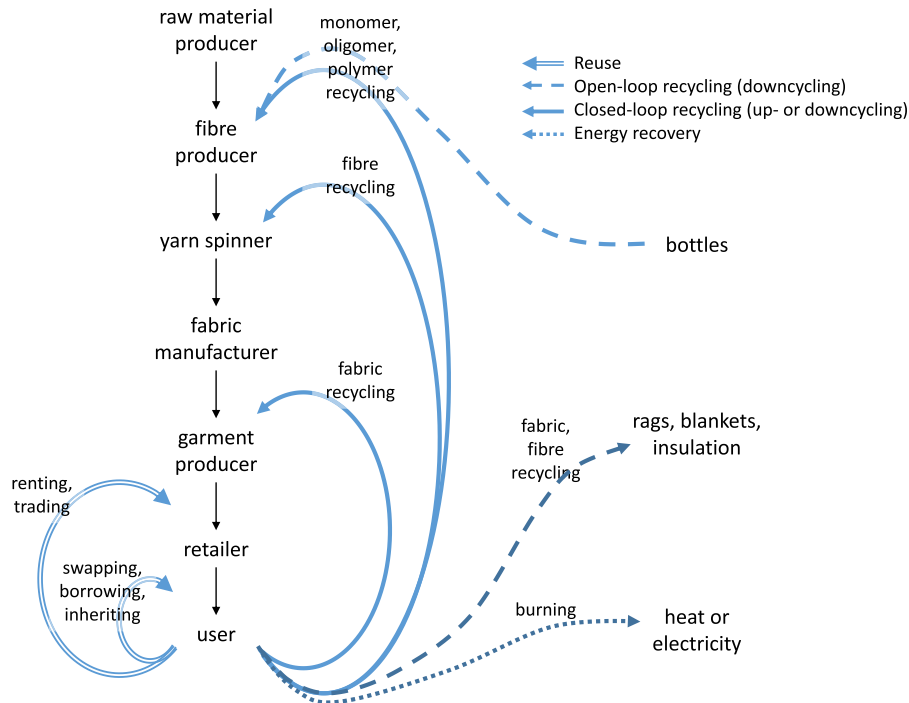 raw material
producer
monomer,
oligomer,
polymer
recycling
Reuse
Open-loop recycling (downcycling)
Closed-loop recycling (up- or downcycling)
Energy recovery
fibre
producer
fibre
recycling
yarn spinner
bottles
fabric
manufacturer
fabric
recycling
garment
producer
fabric,
fibre
recycling
rags, blankets,
insulation
renting,
trading
retailer
swapping,
borrowing,
inheriting
user
burning
heat or
electricity